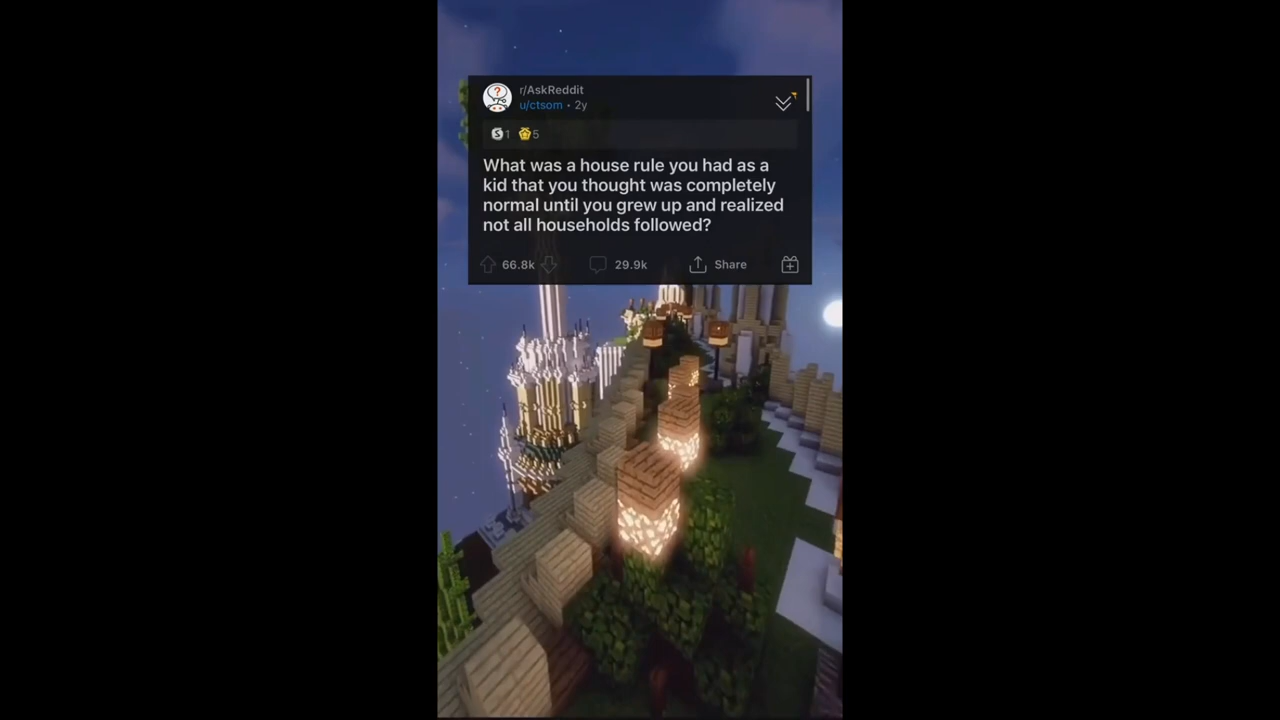 r/AskReddit
u/ctsom • 2y
1 5
What was a house rule you had as a
kid that you thought was completely
normal until you grew up and realized
not all households followed?
66.8k 29.9k Share